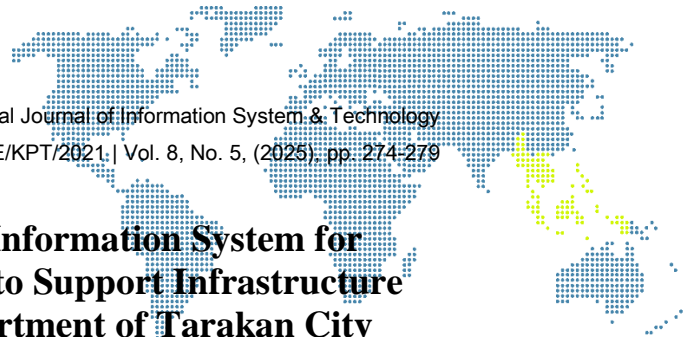 al Journal of Information System & Technology
E/KPT/2021 | Vol. 8, No. 5, (2025), pp. 274-279
Information System for
to Support Infrastructure
artment of Tarakan City